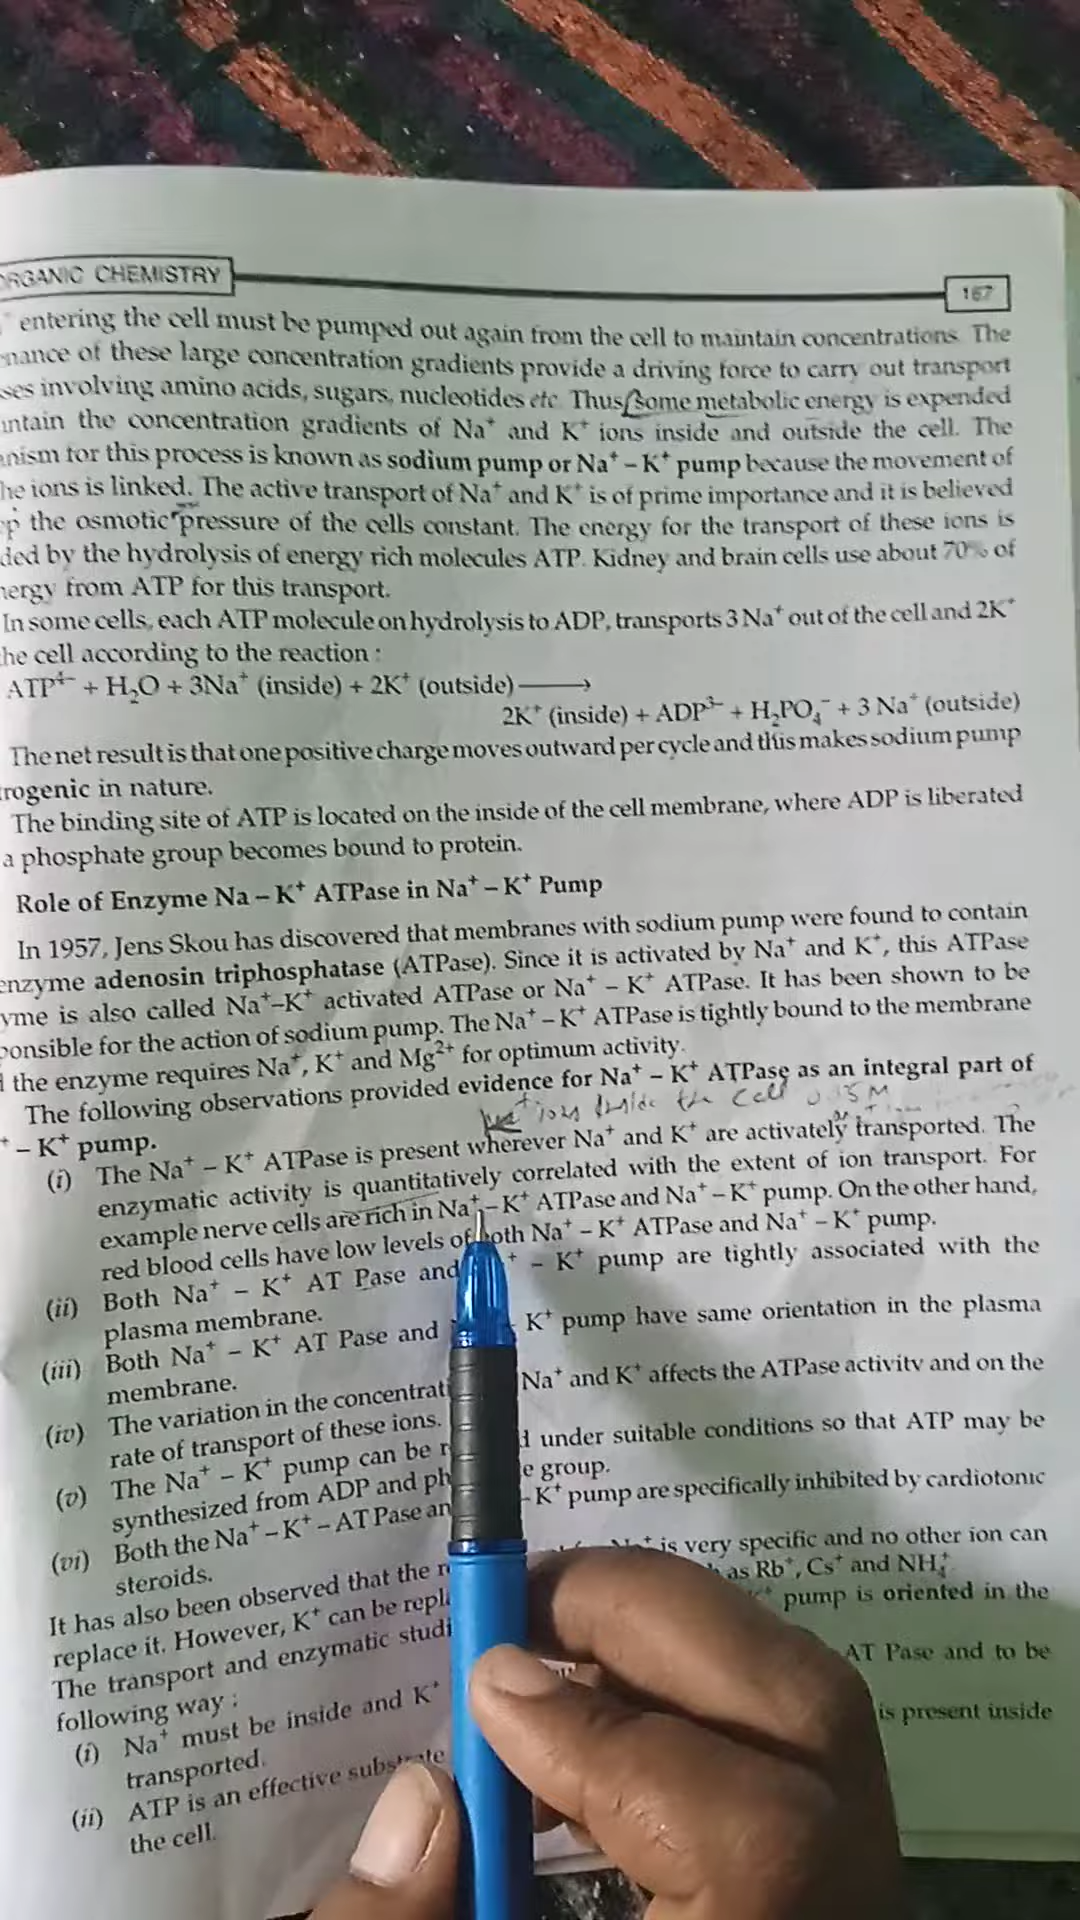 ORGANIC CHEMISTRY
167
entering the cell must be pumped out again from the cell to maintain concentrations. The
nance of these large concentration gradients provide a driving force to carry out transport
ses involving amino acids, sugars, nucleotides etc. Thus some metabolic energy is expended
ntain the concentration gradients of Na⁺ and K⁺ ions inside and outside the cell. The
anism for this process is known as sodium pump or Na⁺ – K⁺ pump because the movement of
he ions is linked. The active transport of Na⁺ and K⁺ is of prime importance and it is believed
p the osmotic pressure of the cells constant. The energy for the transport of these ions is
ded by the hydrolysis of energy rich molecules ATP. Kidney and brain cells use about 70% of
nergy from ATP for this transport.
In some cells, each ATP molecule on hydrolysis to ADP, transports 3 Na⁺ out of the cell and 2K⁺
he cell according to the reaction :
ATP⁴⁻ + H₂O + 3Na⁺ (inside) + 2K⁺ (outside) ⟶
2K⁺ (inside) + ADP³⁻ + H₂PO₄⁻ + 3 Na⁺ (outside)
The net result is that one positive charge moves outward per cycle and this makes sodium pump
trogenic in nature.
The binding site of ATP is located on the inside of the cell membrane, where ADP is liberated
a phosphate group becomes bound to protein.
Role of Enzyme Na – K⁺ ATPase in Na⁺ – K⁺ Pump
In 1957, Jens Skou has discovered that membranes with sodium pump were found to contain
enzyme adenosin triphosphatase (ATPase). Since it is activated by Na⁺ and K⁺, this ATPase
yme is also called Na⁺–K⁺ activated ATPase or Na⁺ – K⁺ ATPase. It has been shown to be
ponsible for the action of sodium pump. The Na⁺ – K⁺ ATPase is tightly bound to the membrane
the enzyme requires Na⁺, K⁺ and Mg²⁺ for optimum activity.
The following observations provided evidence for Na⁺ – K⁺ ATPase as an integral part of
⁺ – K⁺ pump.
ions inside the cell 0.15 M
(i) The Na⁺ – K⁺ ATPase is present wherever Na⁺ and K⁺ are activately transported. The
enzymatic activity is quantitatively correlated with the extent of ion transport. For
example nerve cells are rich in Na⁺ – K⁺ ATPase and Na⁺ – K⁺ pump. On the other hand,
red blood cells have low levels of both Na⁺ – K⁺ ATPase and Na⁺ – K⁺ pump.
(ii) Both Na⁺ – K⁺ AT Pase and ⁺ – K⁺ pump are tightly associated with the
plasma membrane.
(iii) Both Na⁺ – K⁺ AT Pase and K⁺ pump have same orientation in the plasma
membrane.
(iv) The variation in the concentrat Na⁺ and K⁺ affects the ATPase activity and on the
rate of transport of these ions.
(v) The Na⁺ – K⁺ pump can be r d under suitable conditions so that ATP may be
synthesized from ADP and ph e group.
(vi) Both the Na⁺ – K⁺ – AT Pase an – K⁺ pump are specifically inhibited by cardiotonic
steroids.
It has also been observed that the r is very specific and no other ion can
replace it. However, K⁺ can be repl as Rb⁺, Cs⁺ and NH₄⁺.
The transport and enzymatic studi pump is oriented in the
following way :
(i) Na⁺ must be inside and K⁺ AT Pase and to be
transported.
(ii) ATP is an effective substrate is present inside
the cell.